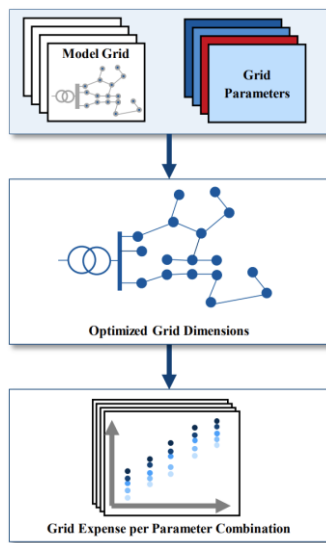 Model Grid
Grid
Parameters
Optimized Grid Dimensions
Grid Expense per Parameter Combination